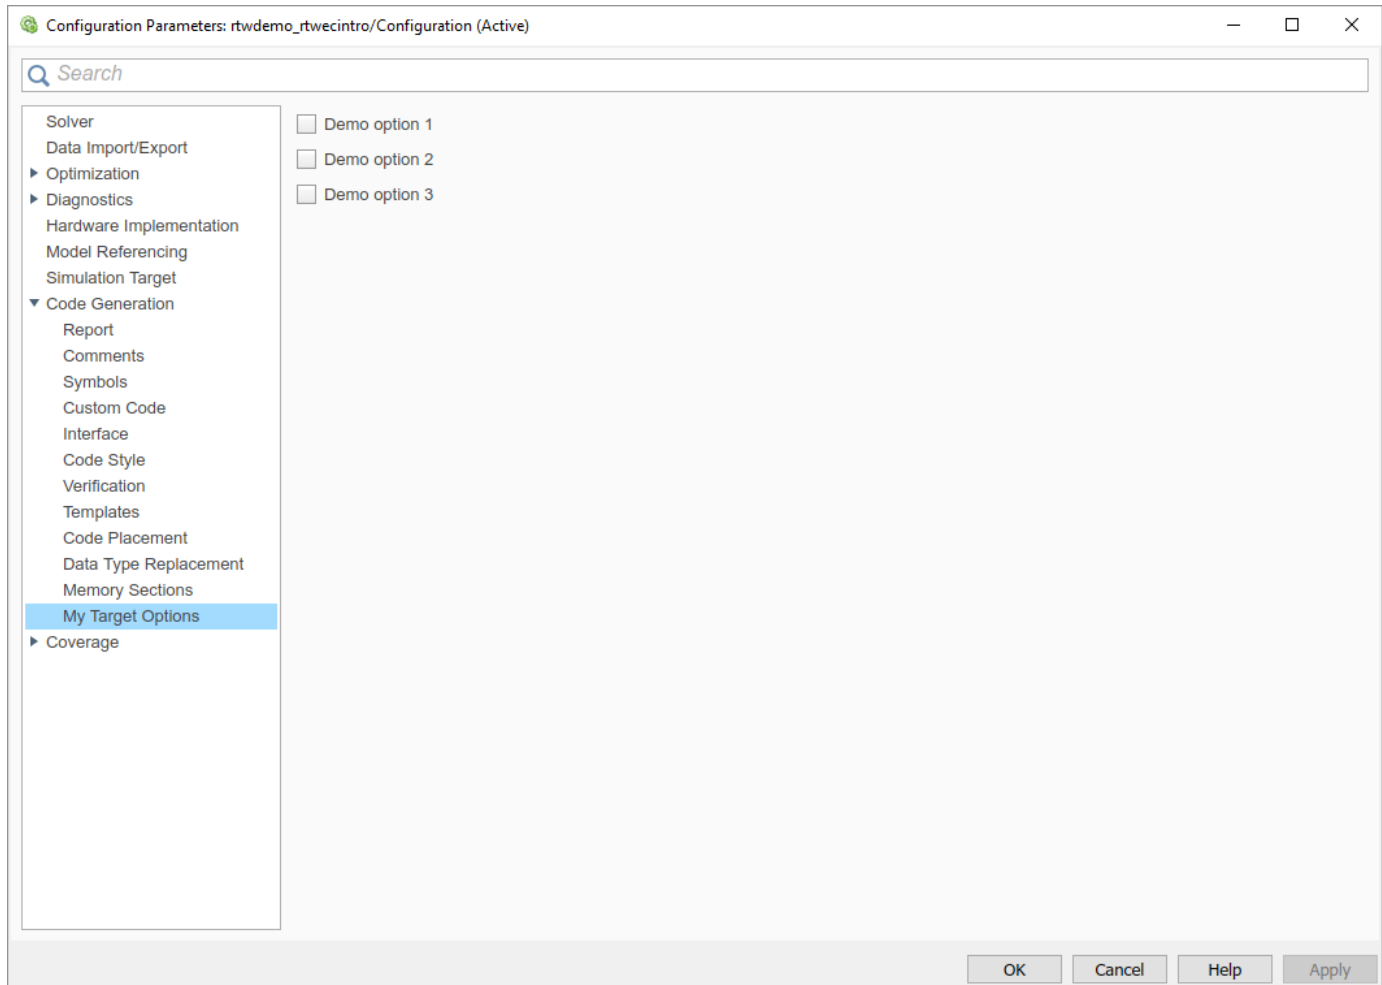 Configuration Parameters: rtwdemo_rtwecintro/Configuration (Active)
Search
Solver
Data Import/Export
Optimization
Diagnostics
Hardware Implementation
Model Referencing
Simulation Target
Code Generation
Report
Comments
Symbols
Custom Code
Interface
Code Style
Verification
Templates
Code Placement
Data Type Replacement
Memory Sections
My Target Options
Coverage
Demo option 1
Demo option 2
Demo option 3
OK
Cancel
Help
Apply